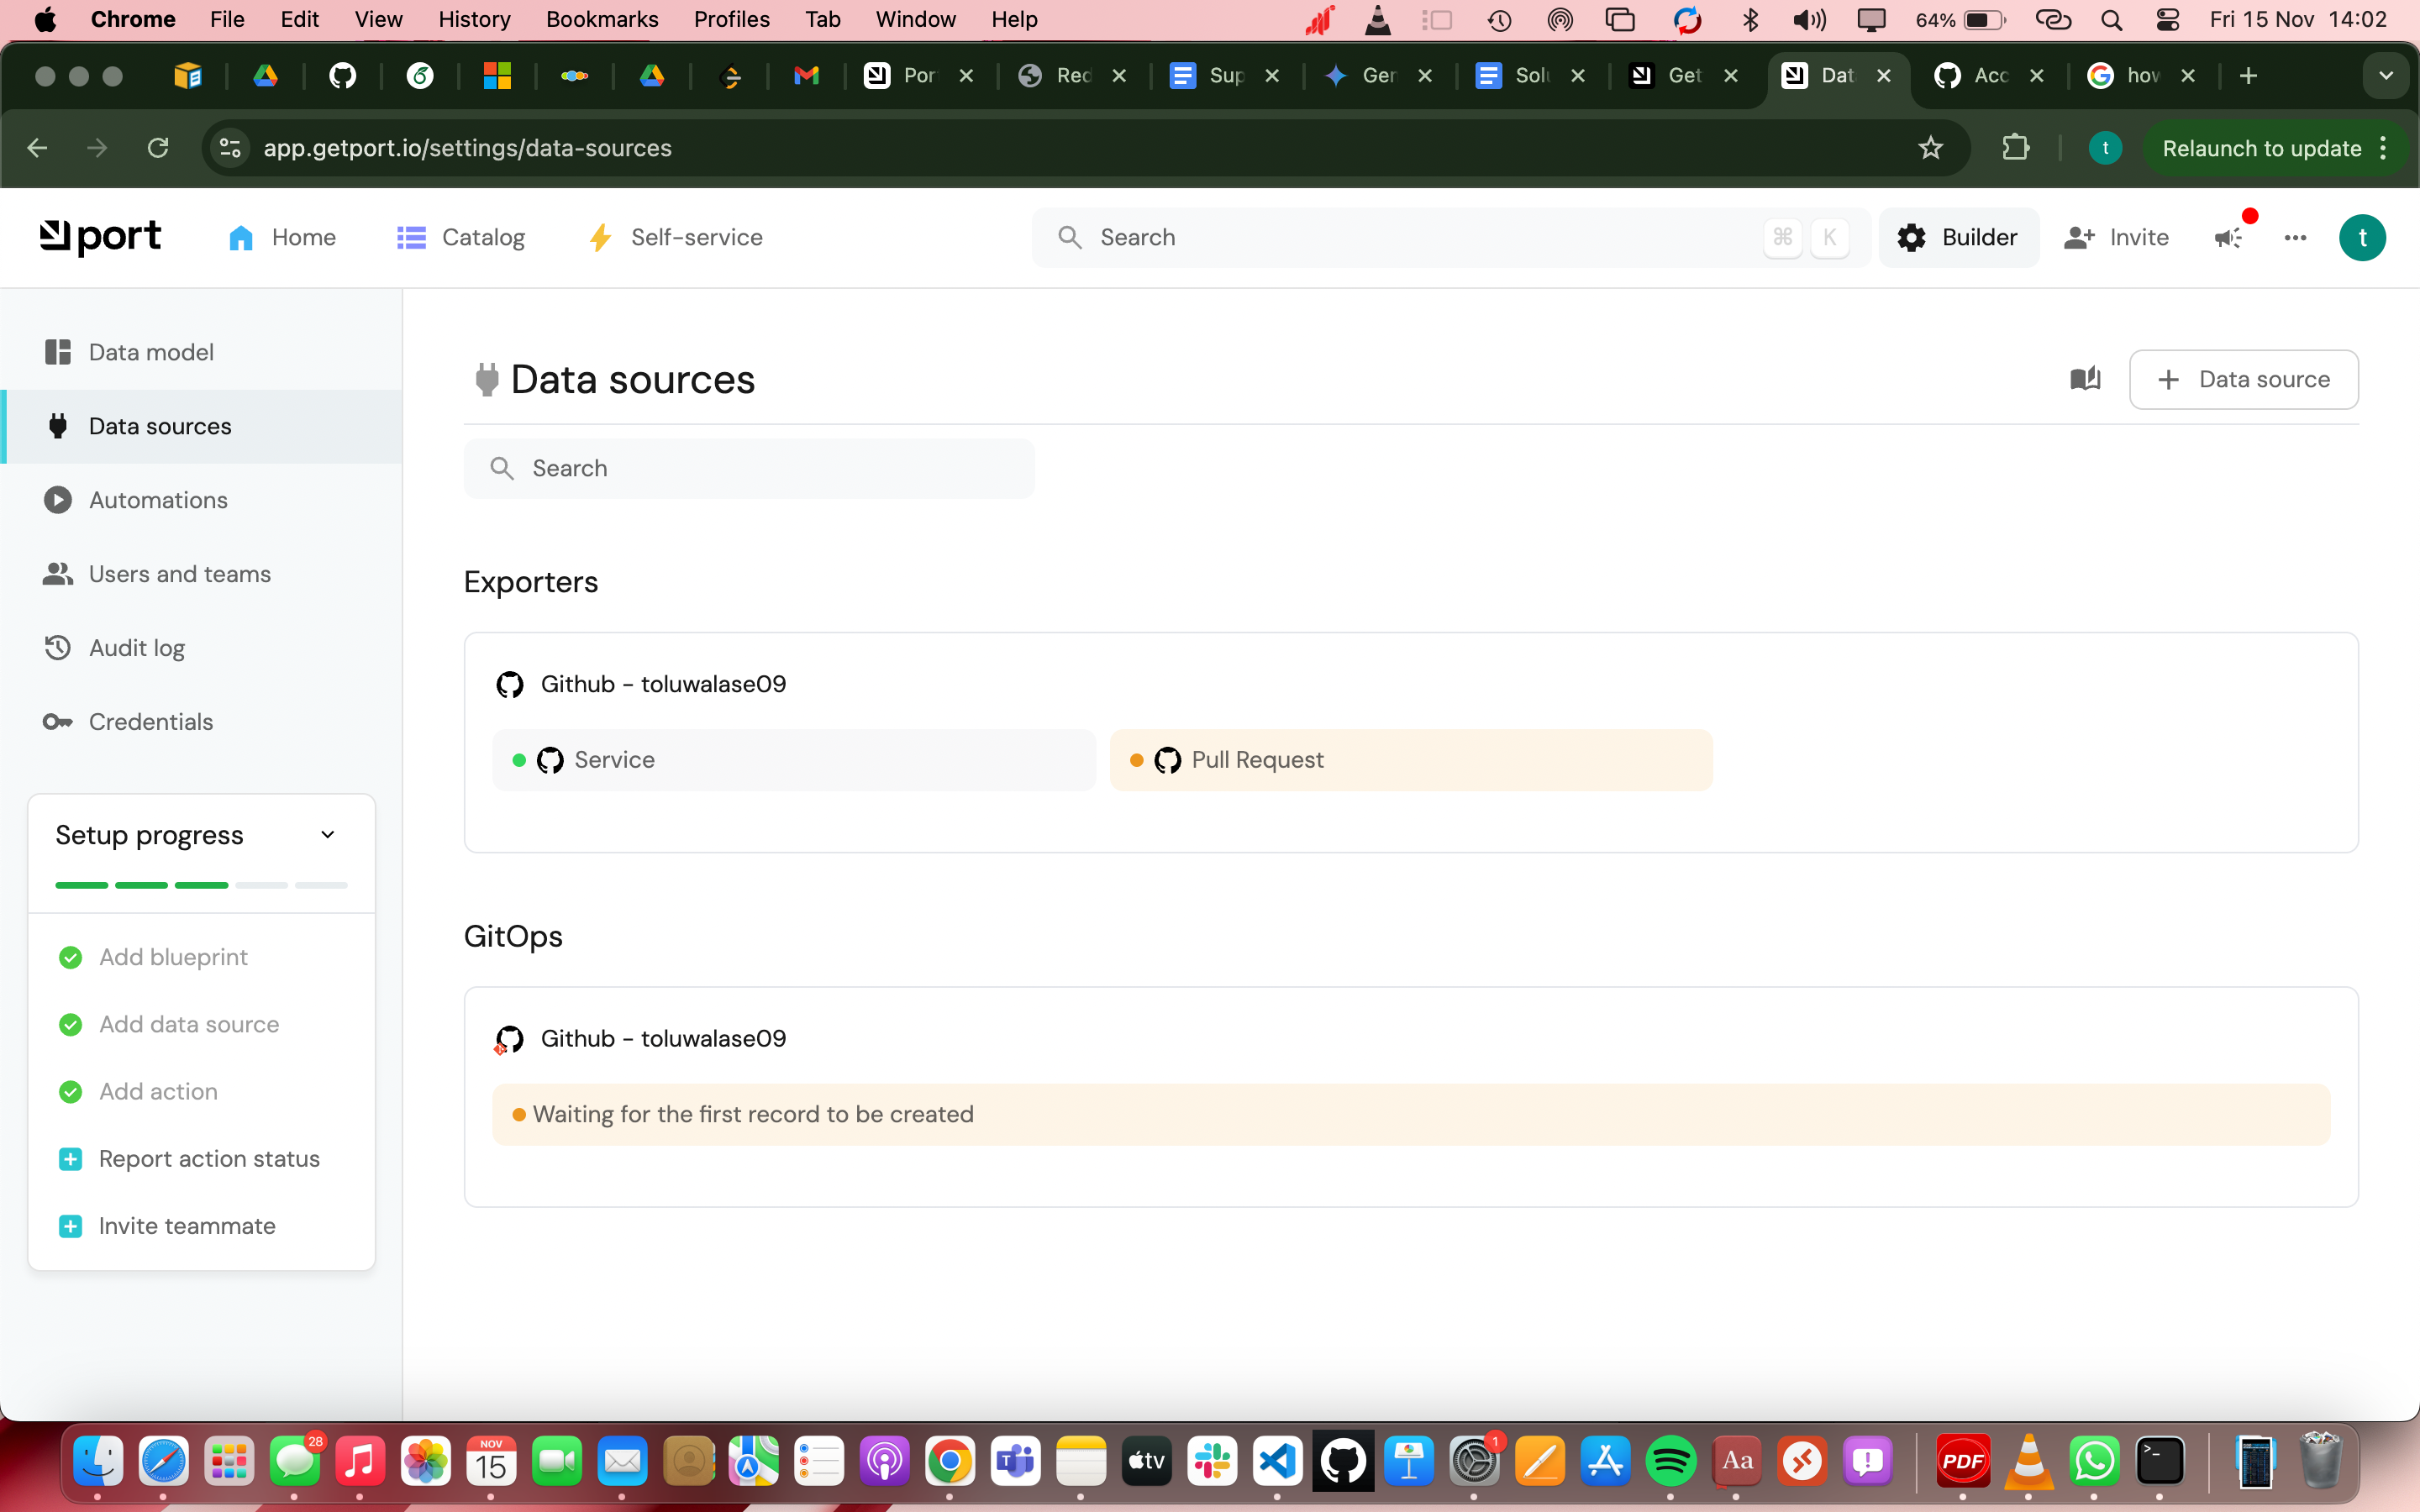 Chrome File Edit View History Bookmarks Profiles Tab Window Help 64% Fri 15 Nov 14:02
Por Red Sup Ger Solu Get Dat Acc how
app.getport.io/settings/data-sources t Relaunch to update
port Home Catalog Self-service Search ⌘ K Builder Invite t
Data model
Data sources
Automations
Users and teams
Audit log
Credentials
Setup progress
Add blueprint
Add data source
Add action
Report action status
Invite teammate
Data sources
Data source
Search
Exporters
Github - toluwalase09
Service Pull Request
GitOps
Github - toluwalase09
Waiting for the first record to be created
28 NOV 15 T tv 1 Aa PDF >_